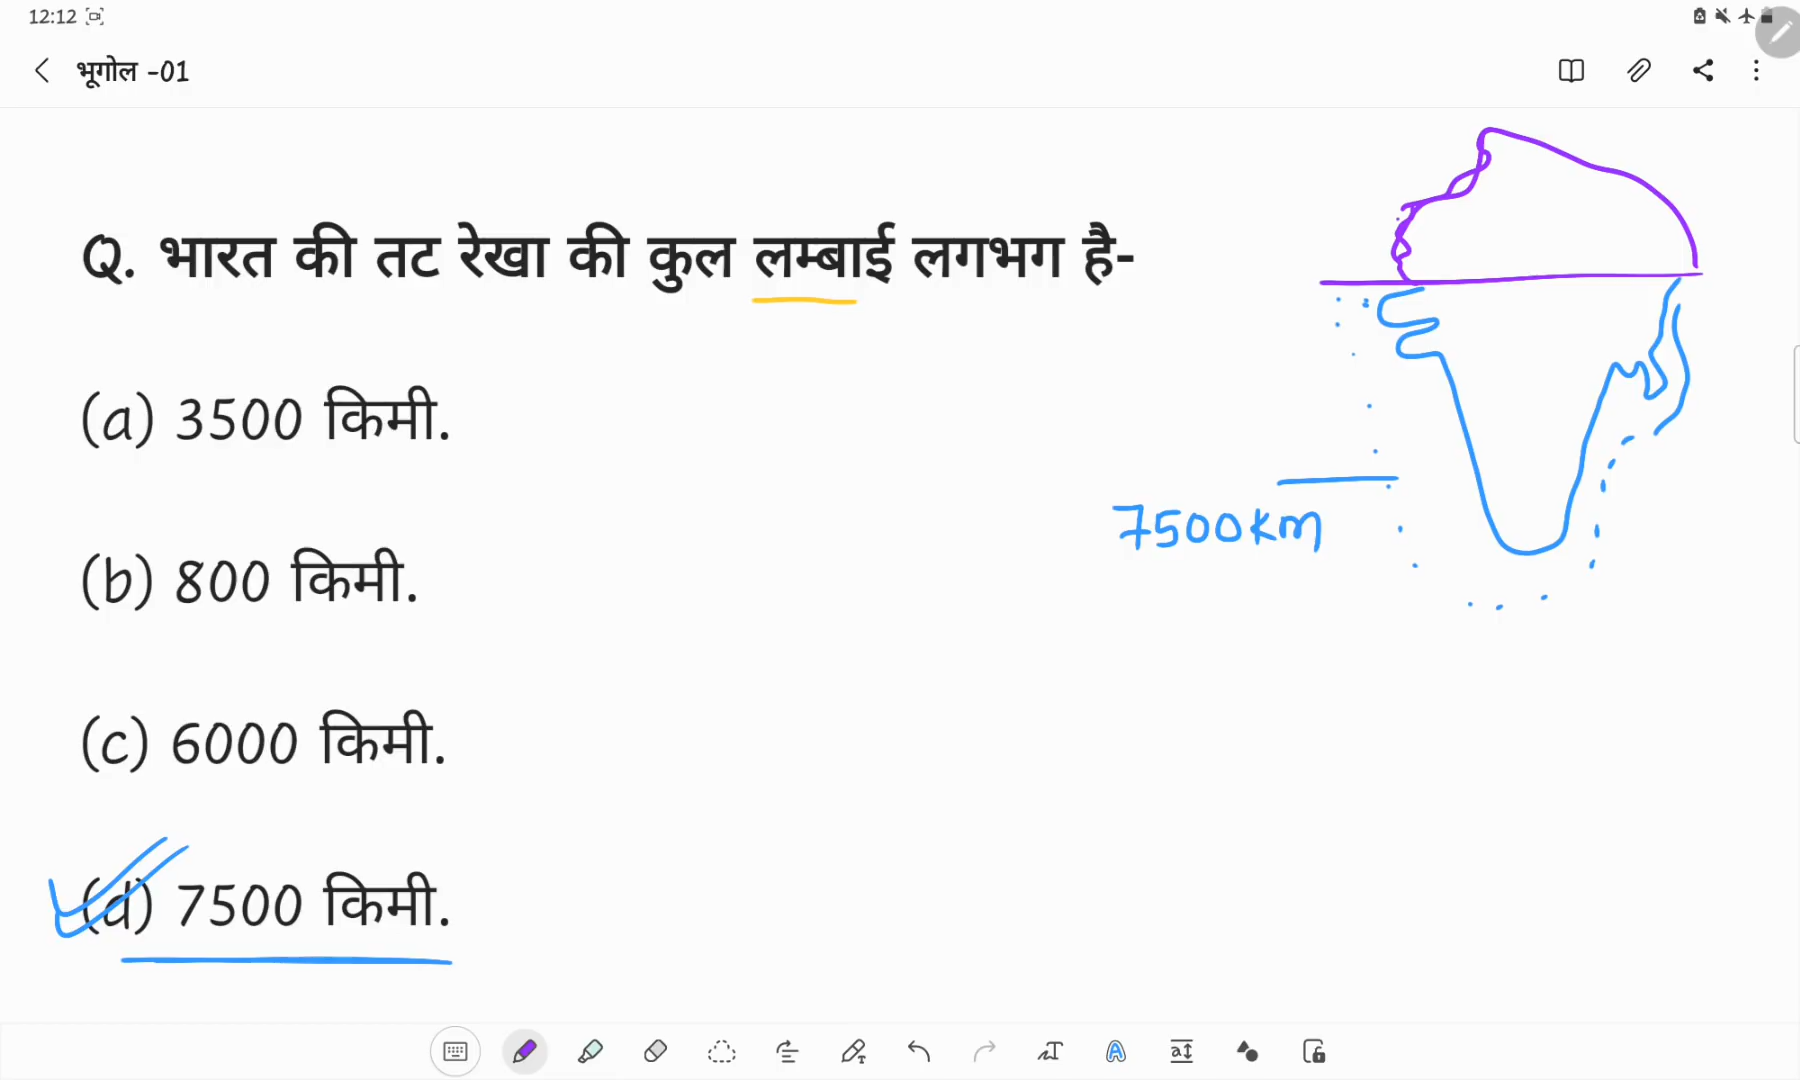 12:12
भूगोल -01
Q. भारत की तट रेखा की कुल लम्बाई लगभग है-
(a) 3500 किमी.
7500km
(b) 800 किमी.
(c) 6000 किमी.
(d) 7500 किमी.